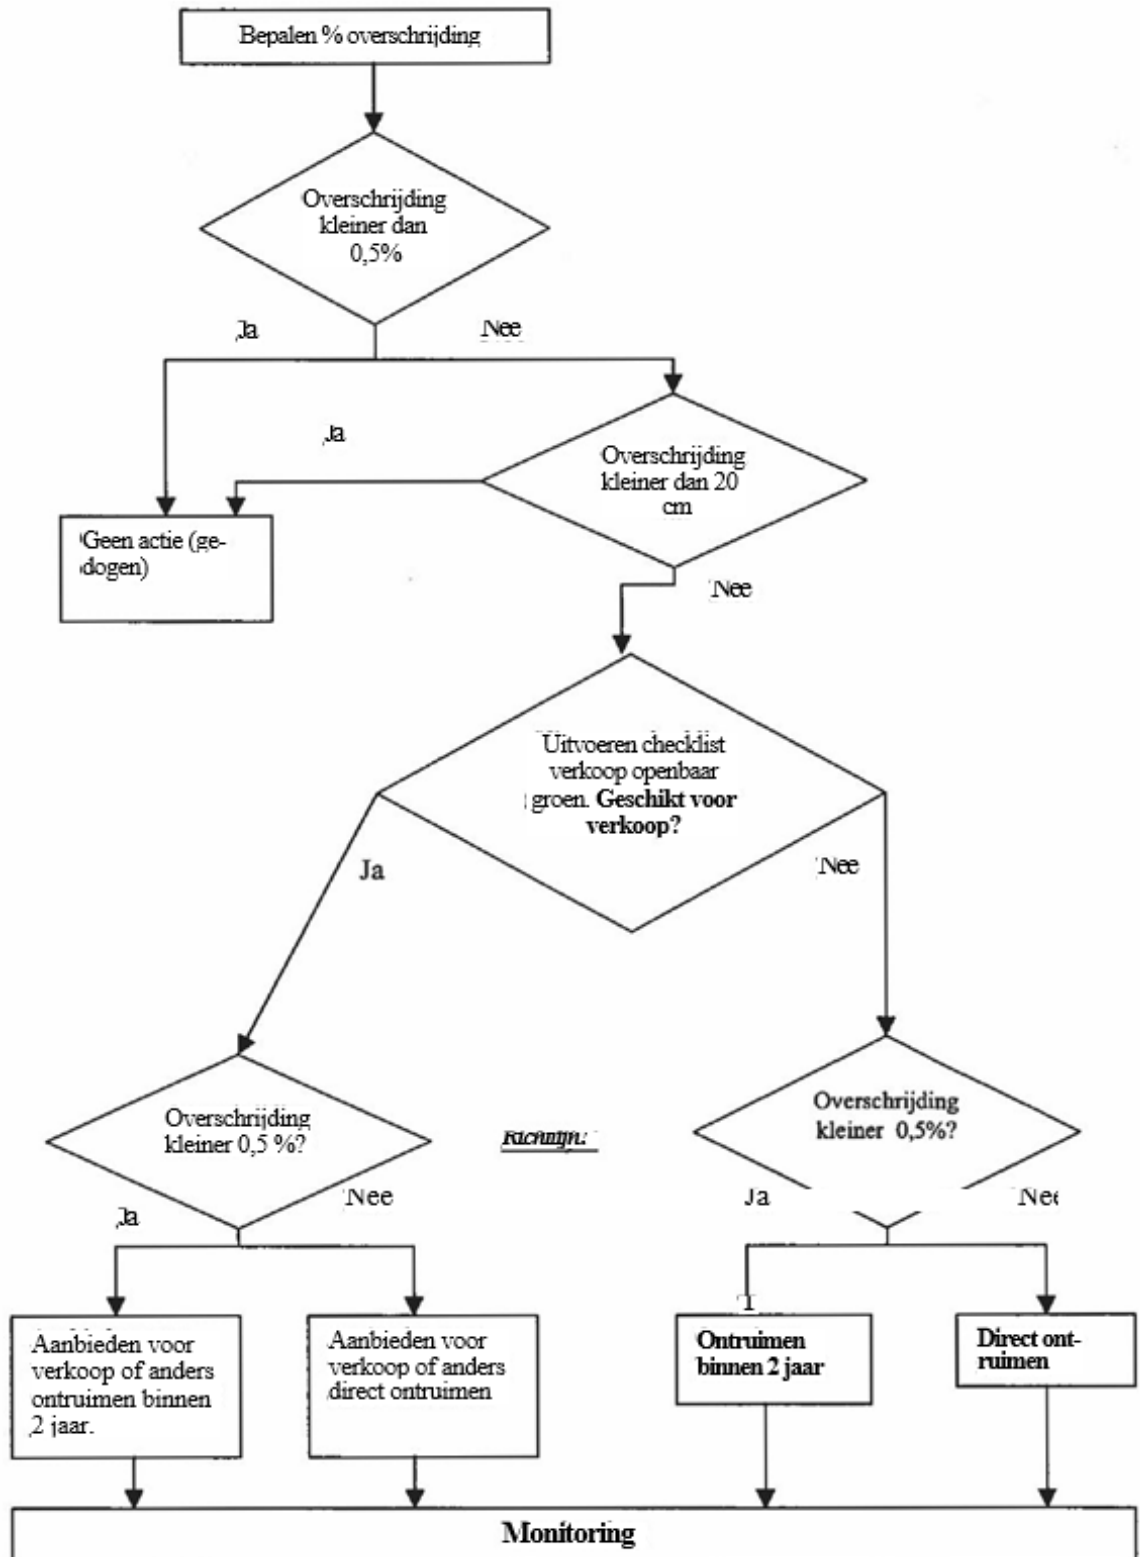 Bepalen % overschrijding
Overschrijding
kleiner dan
0,5%
Ja
Nee
Ja
Overschrijding
kleiner dan 20
cm
Geen actie (ge-
dogen)
Nee
Uitvoeren checklist
verkoop openbaar
groen. Geschikt voor
verkoop?
Ja
Nee
Overschrijding
kleiner 0,5 %?
Overschrijding
kleiner 0,5%?
Ja
Nee
Ja
Nee
Aanbieden voor
verkoop of anders
ontruimen binnen
2 jaar.
Aanbieden voor
verkoop of anders
direct ontruimen
Ontruimen
binnen 2 jaar
Direct ont-
ruimen
Monitoring